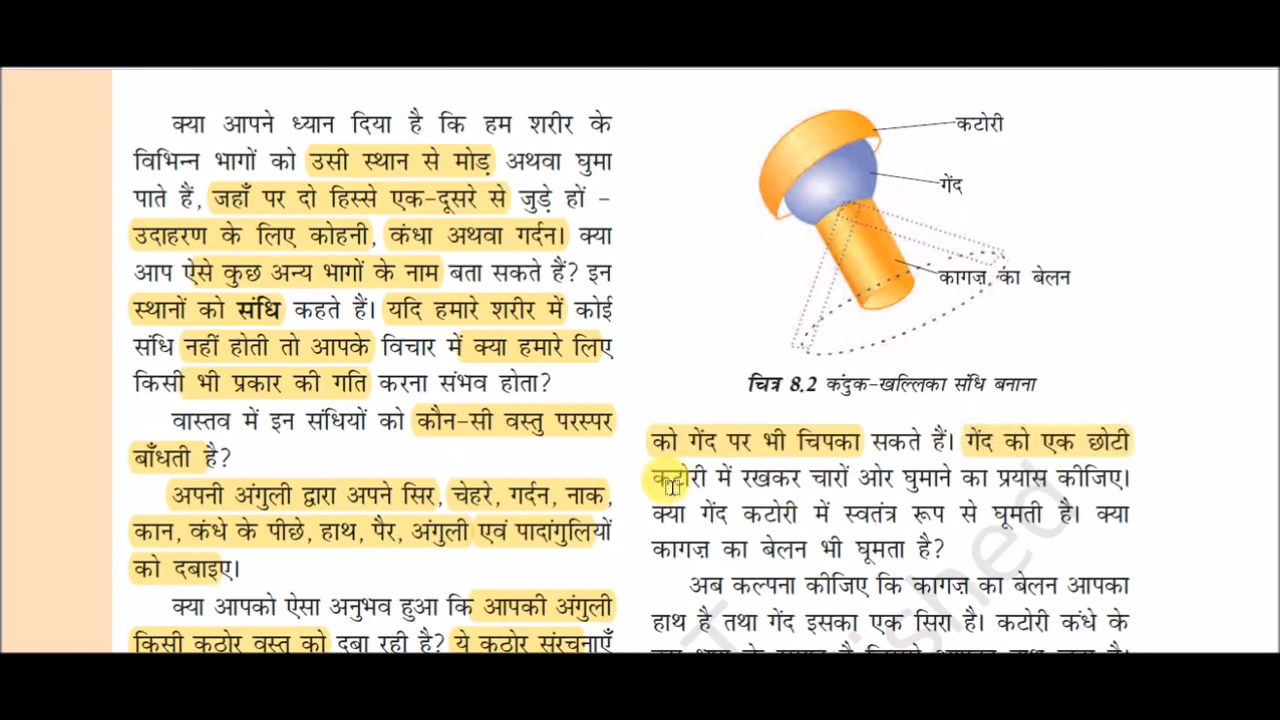 क्या आपने ध्यान दिया है कि हम शरीर के
विभिन्न भागों को उसी स्थान से मोड़ अथवा घुमा
पाते हैं, जहाँ पर दो हिस्से एक-दूसरे से जुड़े हों –
उदाहरण के लिए कोहनी, कंधा अथवा गर्दन। क्या
आप ऐसे कुछ अन्य भागों के नाम बता सकते हैं? इन
स्थानों को संधि कहते हैं। यदि हमारे शरीर में कोई
संधि नहीं होती तो आपके विचार में क्या हमारे लिए
किसी भी प्रकार की गति करना संभव होता?
वास्तव में इन संधियों को कौन-सी वस्तु परस्पर
बाँधती है?
अपनी अंगुली द्वारा अपने सिर, चेहरे, गर्दन, नाक,
कान, कंधे के पीछे, हाथ, पैर, अंगुली एवं पादांगुलियों
को दबाइए।
क्या आपको ऐसा अनुभव हुआ कि आपकी अंगुली
किसी कठोर वस्तु को दबा रही है? ये कठोर संरचनाएँ
कटोरी
गेंद
कागज़ का बेलन
चित्र 8.2 कंदुक-खल्लिका संधि बनाना
को गेंद पर भी चिपका सकते हैं। गेंद को एक छोटी
कटोरी में रखकर चारों ओर घुमाने का प्रयास कीजिए।
क्या गेंद कटोरी में स्वतंत्र रूप से घूमती है। क्या
कागज़ का बेलन भी घूमता है?
अब कल्पना कीजिए कि कागज़ का बेलन आपका
हाथ है तथा गेंद इसका एक सिरा है। कटोरी कंधे के